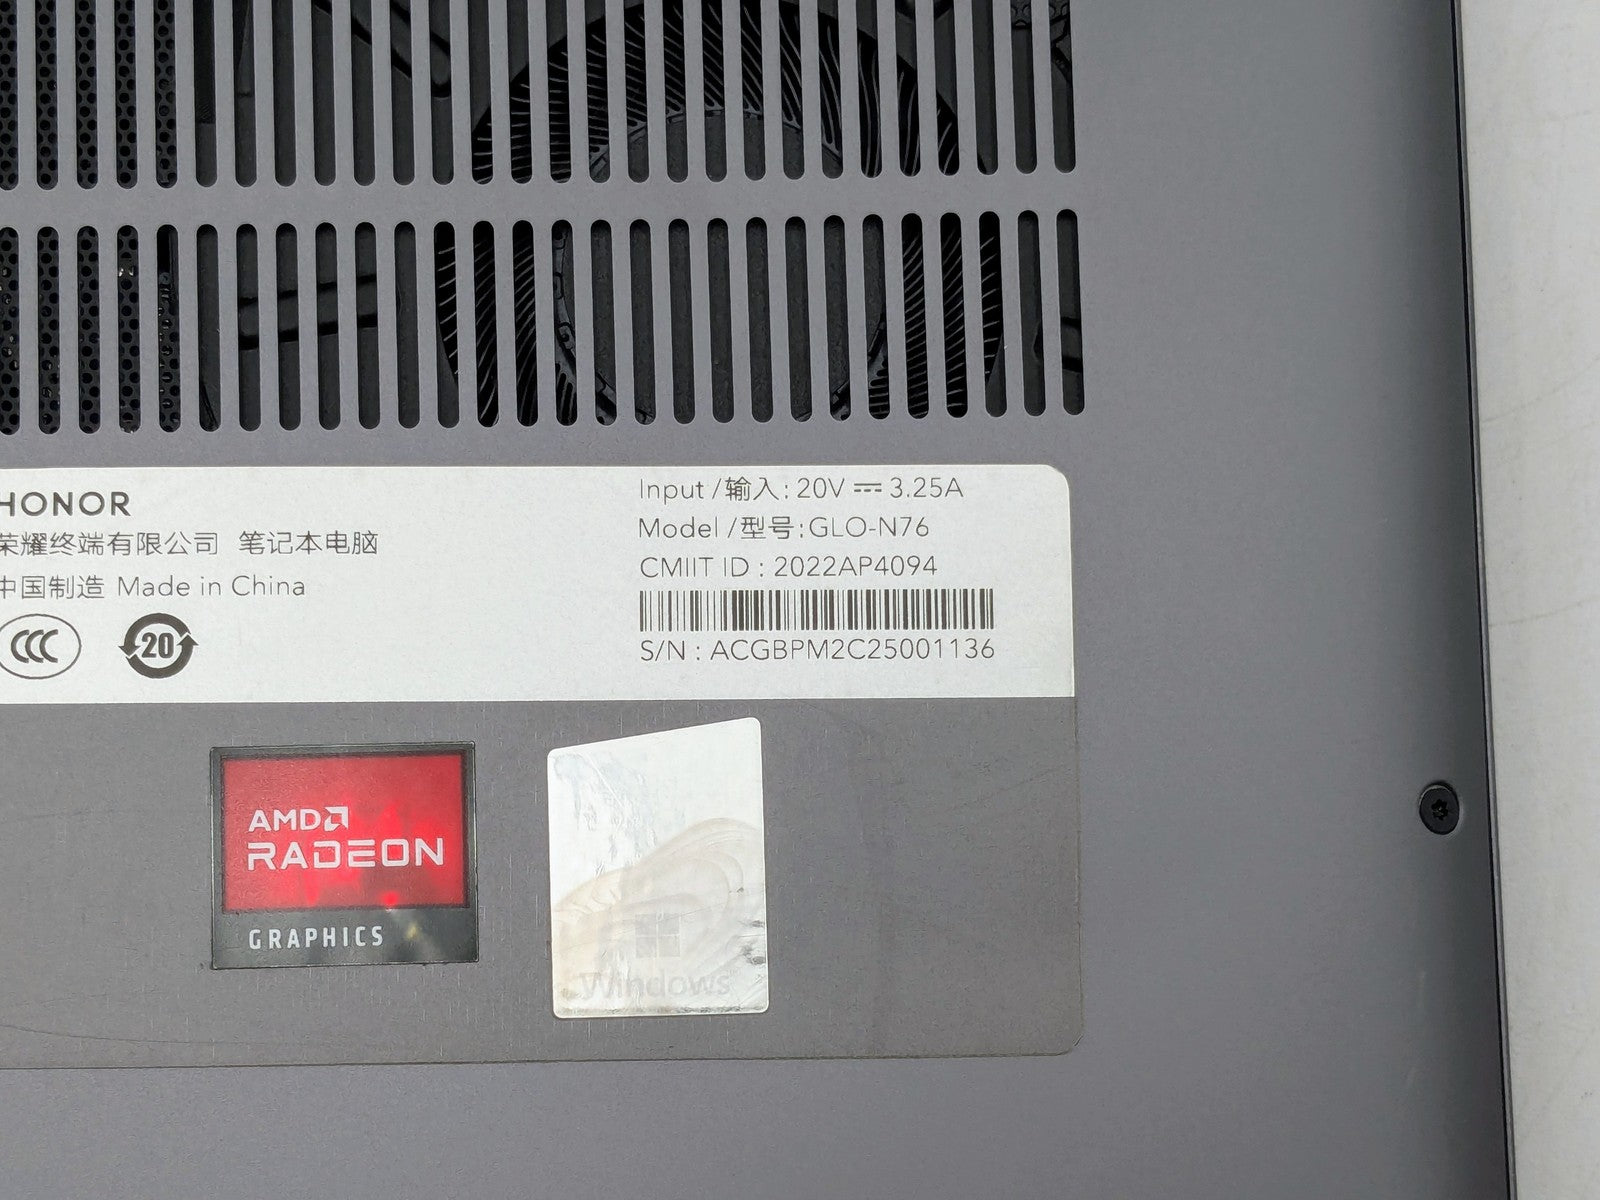 HONOR
荣耀终端有限公司 笔记本电脑
中国制造 Made in China
CCC
20
Input /输入: 20V ⎓ 3.25A
Model /型号:GLO-N76
CMIIT ID : 2022AP4094
S/N : ACGBPM2C25001136
AMD
RADEON
GRAPHICS
Windows